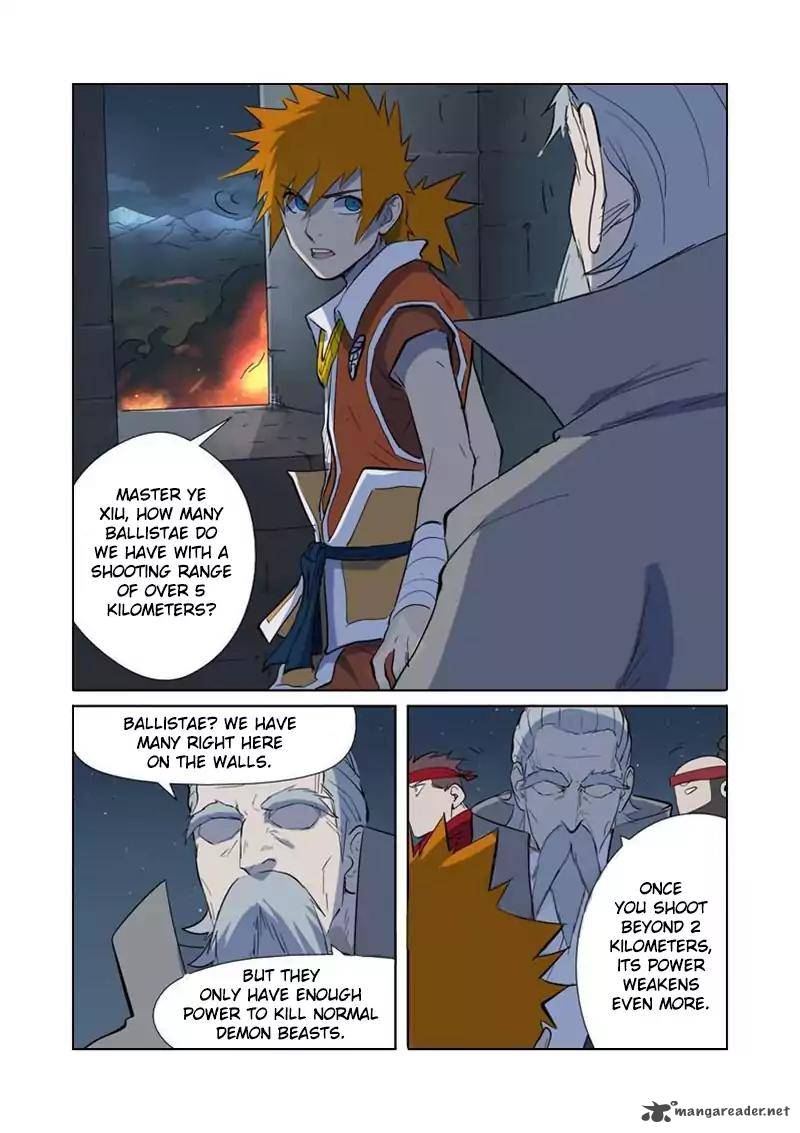 MASTER YE
XIU, HOW MANY
BALLISTAE DO
WE HAVE WITH A
SHOOTING RANGE
OF OVER 5
KILOMETERS?
BALLISTAE? WE HAVE
MANY RIGHT HERE
ON THE WALLS.
BUT THEY
ONLY HAVE ENOUGH
POWER TO KILL NORMAL
DEMON BEASTS.
ONCE
YOU SHOOT
BEYOND 2
KILOMETERS,
ITS POWER
WEAKENS
EVEN MORE.
mangareader.net